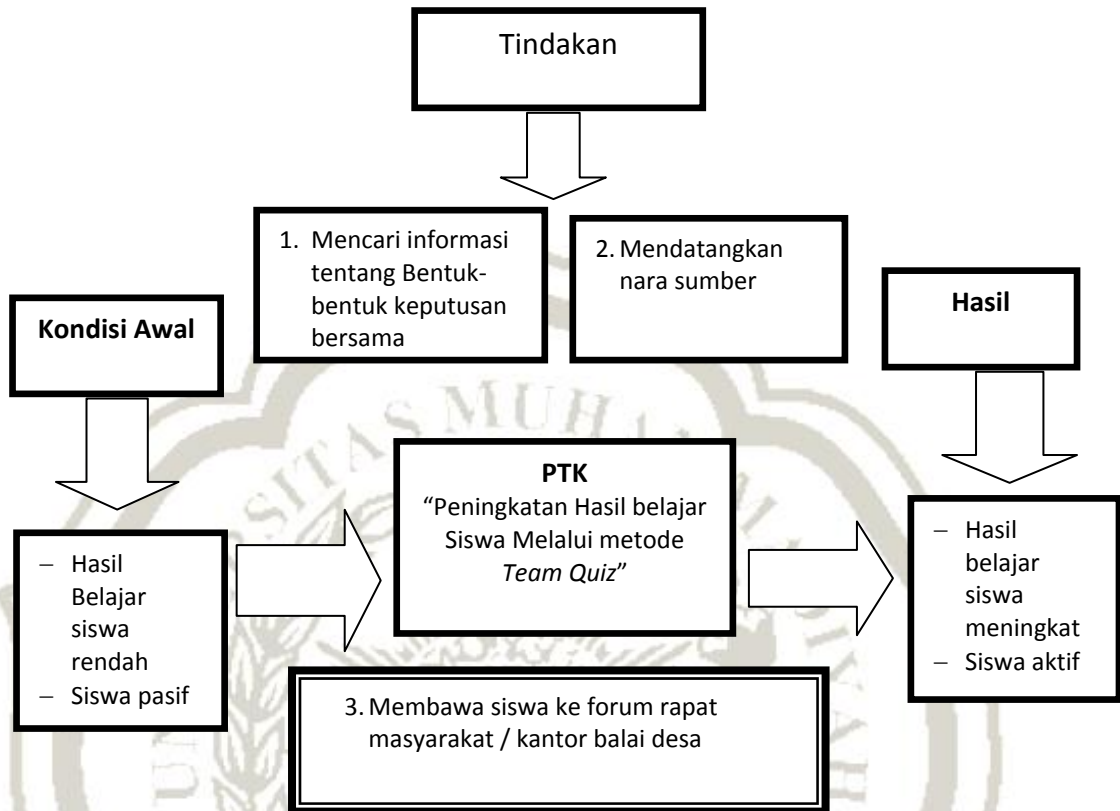 Tindakan
1. Mencari informasi
tentang Bentuk-
bentuk keputusan
bersama
2. Mendatangkan
nara sumber
Kondisi Awal
Hasil
PTK
“Peningkatan Hasil belajar
Siswa Melalui metode
Team Quiz”
– Hasil
Belajar
siswa
rendah
– Siswa pasif
– Hasil
belajar
siswa
meningkat
– Siswa aktif
3. Membawa siswa ke forum rapat
masyarakat / kantor balai desa